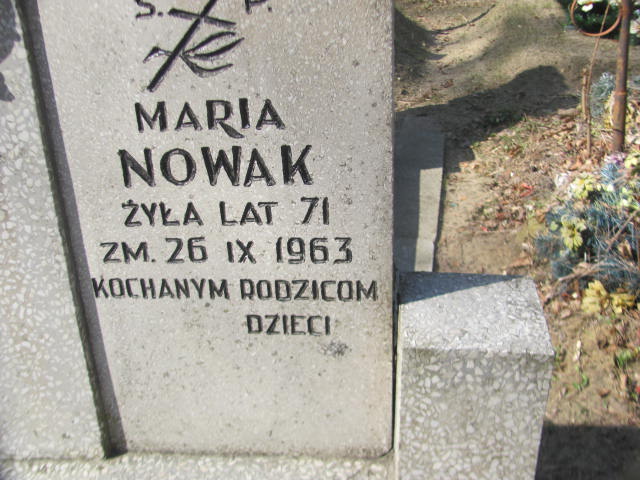 Ś. P.
MARIA
NOWAK
ŻYŁA LAT 71
ZM. 26 IX 1963
KOCHANYM RODZICOM
DZIECI